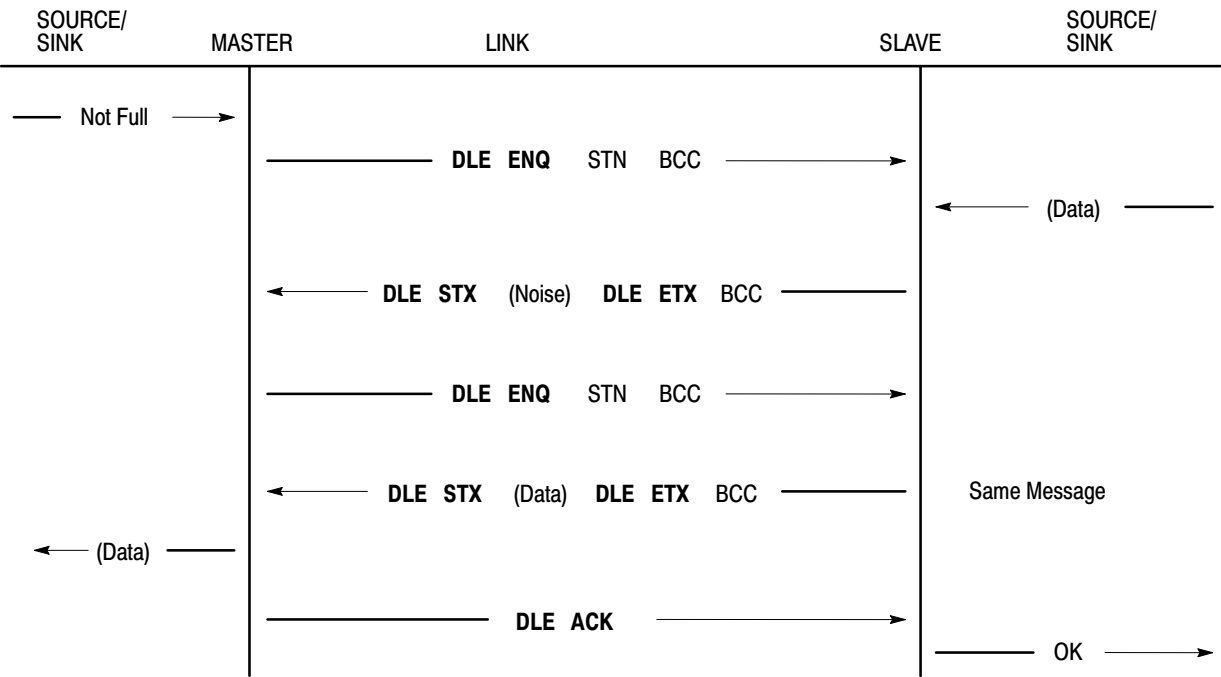 SOURCE/
SINK
MASTER
LINK
SLAVE
SOURCE/
SINK
Not Full
DLE ENQ STN BCC
(Data)
DLE STX (Noise) DLE ETX BCC
DLE ENQ STN BCC
DLE STX (Data) DLE ETX BCC
Same Message
(Data)
DLE ACK
OK